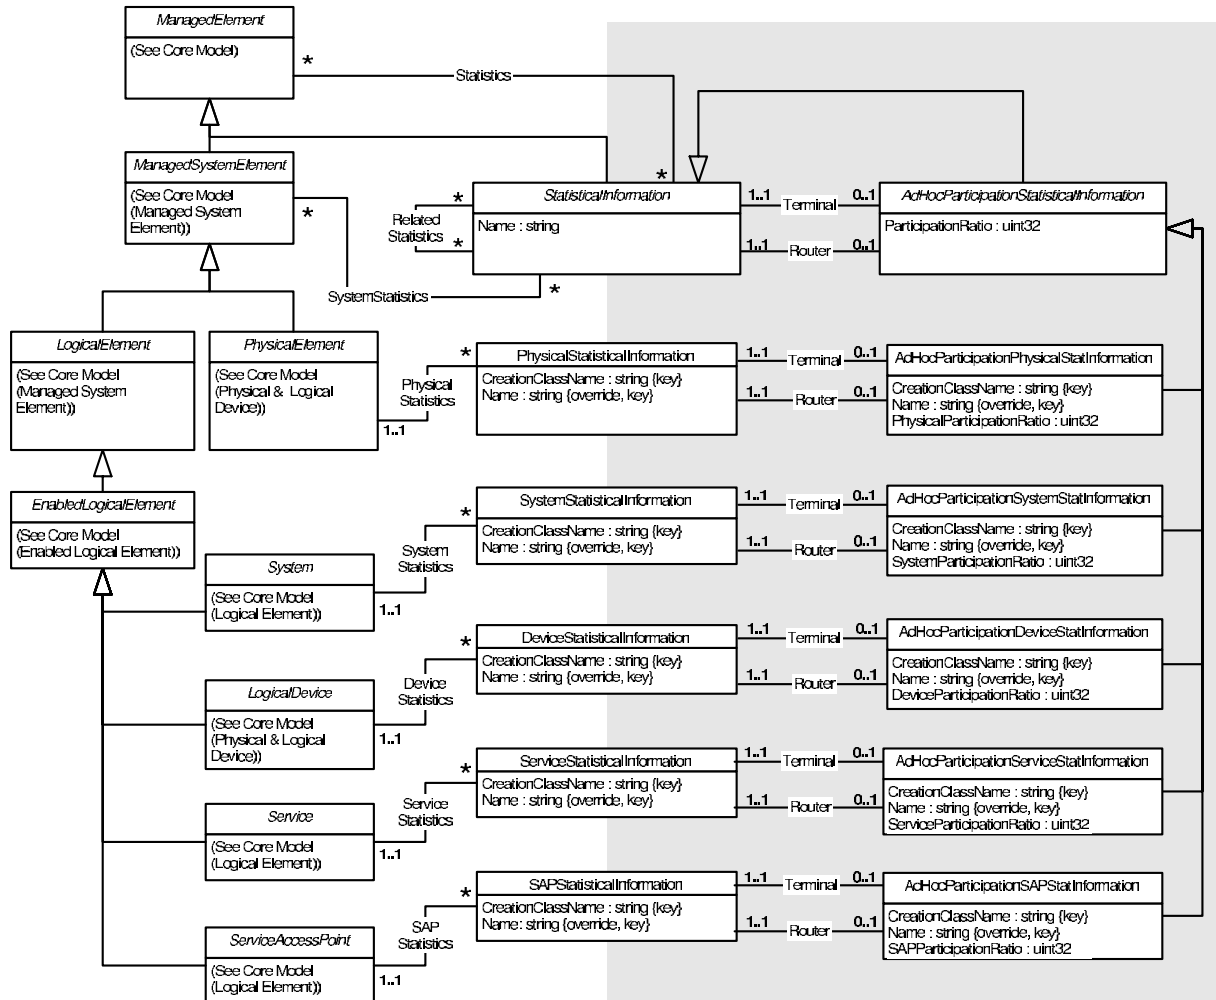 ManagedElement
(See Core Model)
*
Statistics
*
ManagedSystemElement
(See Core Model
(Managed System
Element))
*
StatisticalInformation
Name : string
*
Related
Statistics
*
SystemStatistics
*
1..1 Terminal 0..1
1..1 Router 0..1
AdHocParticipationStatisticalInformation
ParticipationRatio : uint32
LogicalElement
(See Core Model
(Managed System
Element))
PhysicalElement
(See Core Model
(Physical & Logical
Device))
1..1
Physical
Statistics
*
PhysicalStatisticalInformation
CreationClassName : string {key}
Name : string {override, key}
1..1 Terminal 0..1
1..1 Router 0..1
AdHocParticipationPhysicalStatInformation
CreationClassName : string {key}
Name : string {override, key}
PhysicalParticipationRatio : uint32
EnabledLogicalElement
(See Core Model
(Enabled Logical Element))
System
(See Core Model
(Logical Element))
1..1
System
Statistics
*
SystemStatisticalInformation
CreationClassName : string {key}
Name : string {override, key}
1..1 Terminal 0..1
1..1 Router 0..1
AdHocParticipationSystemStatInformation
CreationClassName : string {key}
Name : string {override, key}
SystemParticipationRatio : uint32
LogicalDevice
(See Core Model
(Physical & Logical
Device))
1..1
Device
Statistics
*
DeviceStatisticalInformation
CreationClassName : string {key}
Name : string {override, key}
1..1 Terminal 0..1
1..1 Router 0..1
AdHocParticipationDeviceStatInformation
CreationClassName : string {key}
Name : string {override, key}
DeviceParticipationRatio : uint32
Service
(See Core Model
(Logical Element))
1..1
Service
Statistics
*
ServiceStatisticalInformation
CreationClassName : string {key}
Name : string {override, key}
1..1 Terminal 0..1
1..1 Router 0..1
AdHocParticipationServiceStatInformation
CreationClassName : string {key}
Name : string {override, key}
ServiceParticipationRatio : uint32
ServiceAccessPoint
(See Core Model
(Logical Element))
1..1
SAP
Statistics
*
SAPStatisticalInformation
CreationClassName : string {key}
Name: string {override, key}
1..1 Terminal 0..1
1..1 Router 0..1
AdHocParticipationSAPStatInformation
CreationClassName : string {key}
Name : string {override, key}
SAPParticipationRatio : uint32